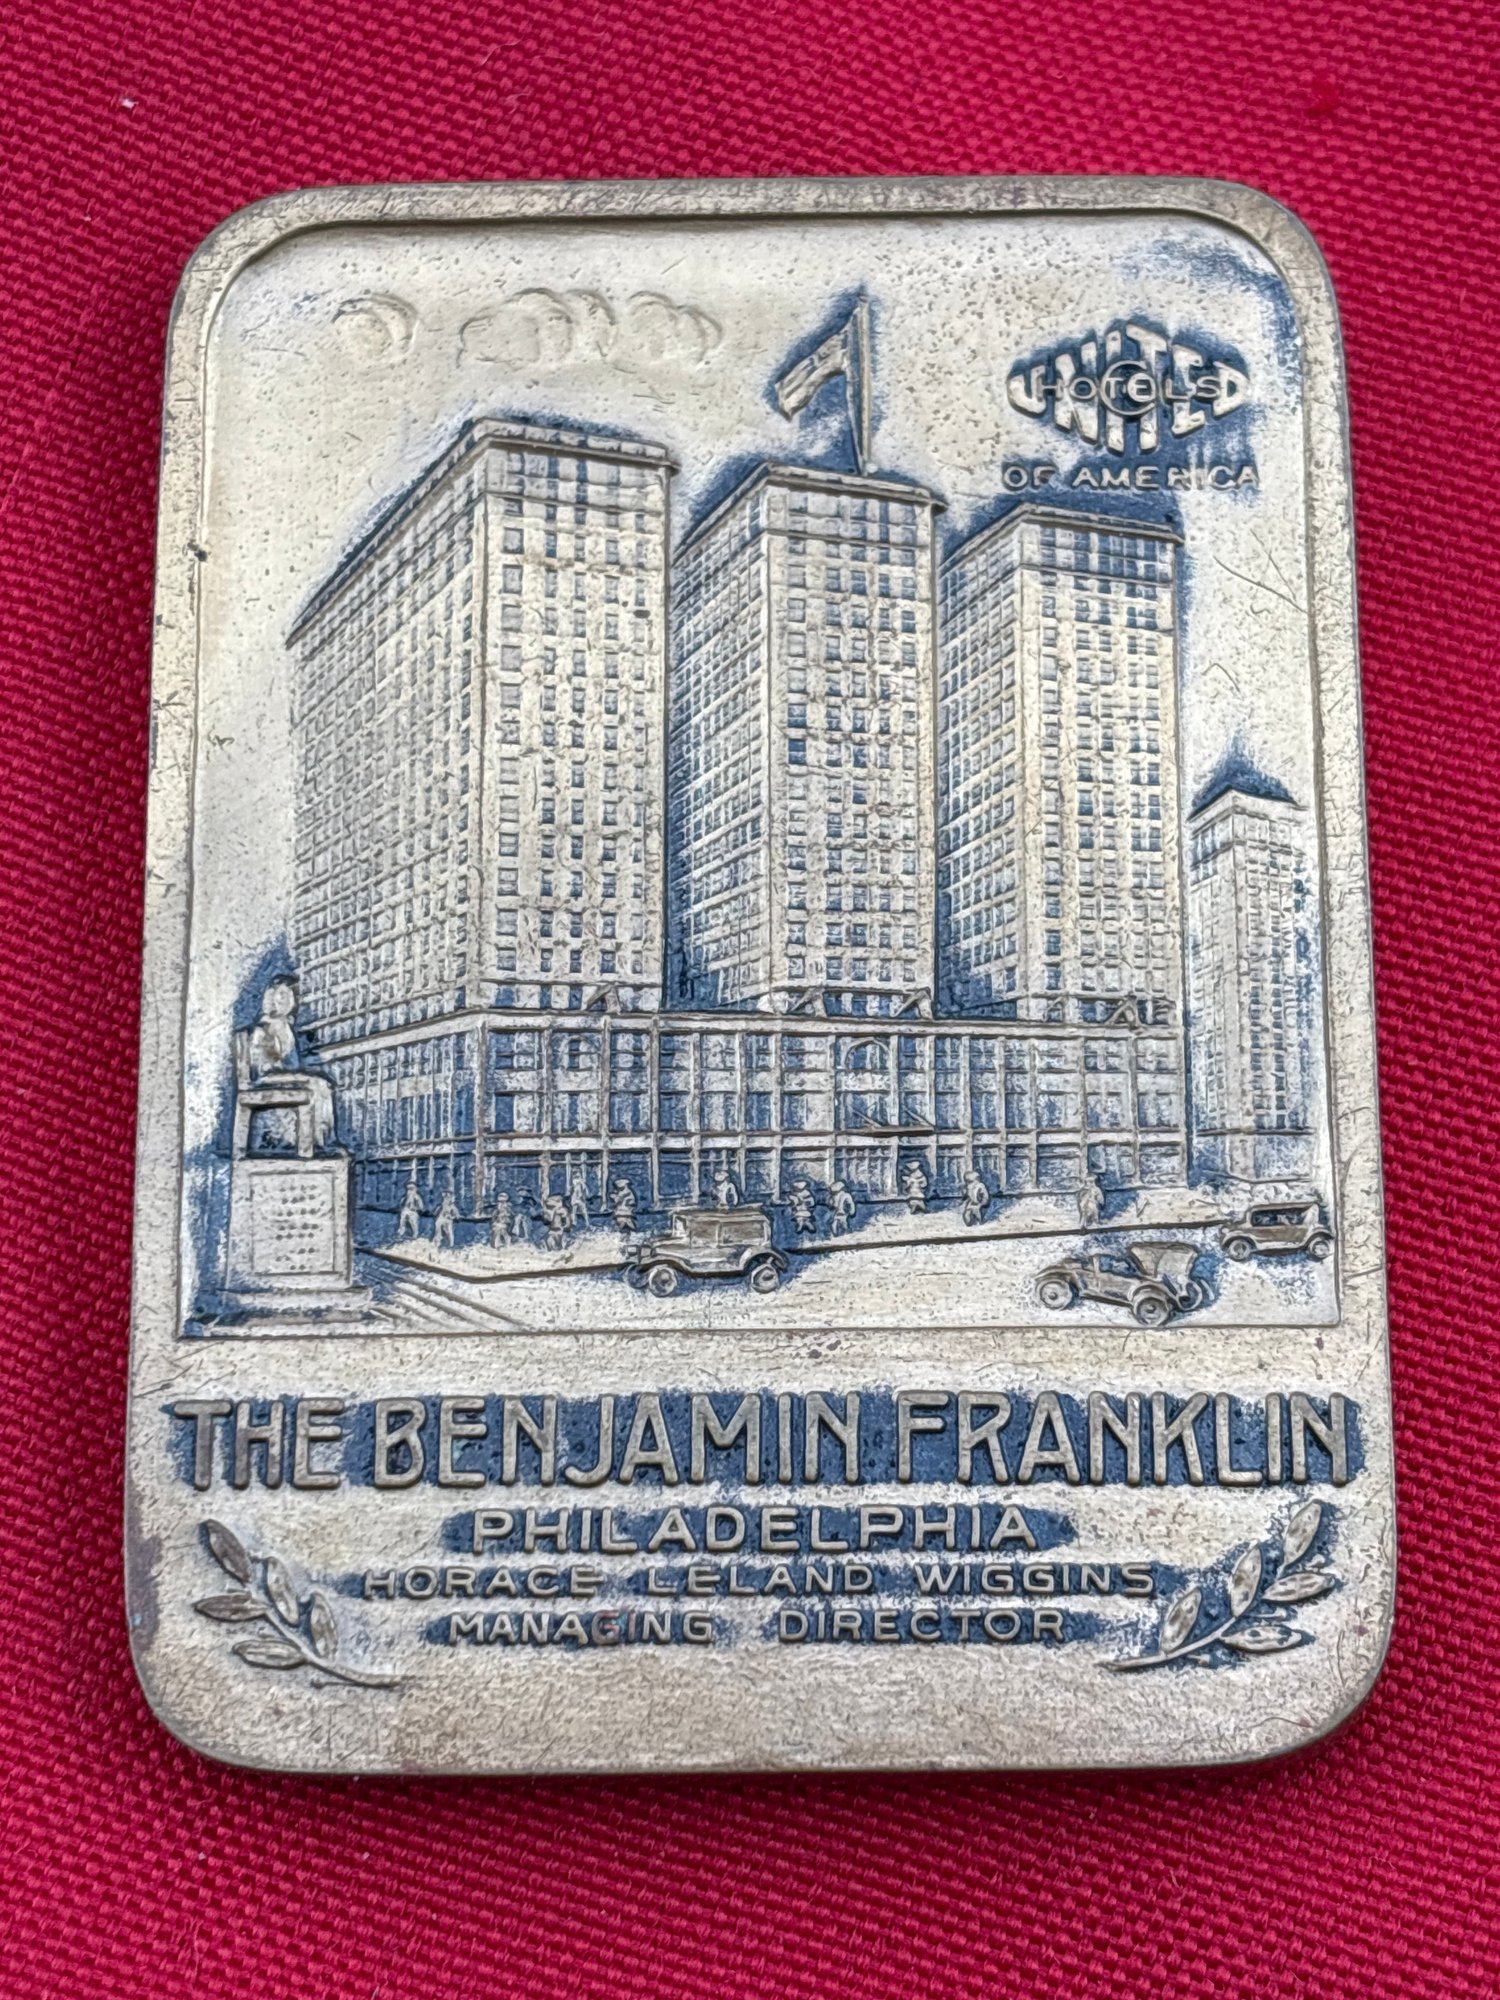 UNITED
HOTELS
OF AMERICA
THE BENJAMIN FRANKLIN
PHILADELPHIA
HORACE LELAND WIGGINS
MANAGING DIRECTOR